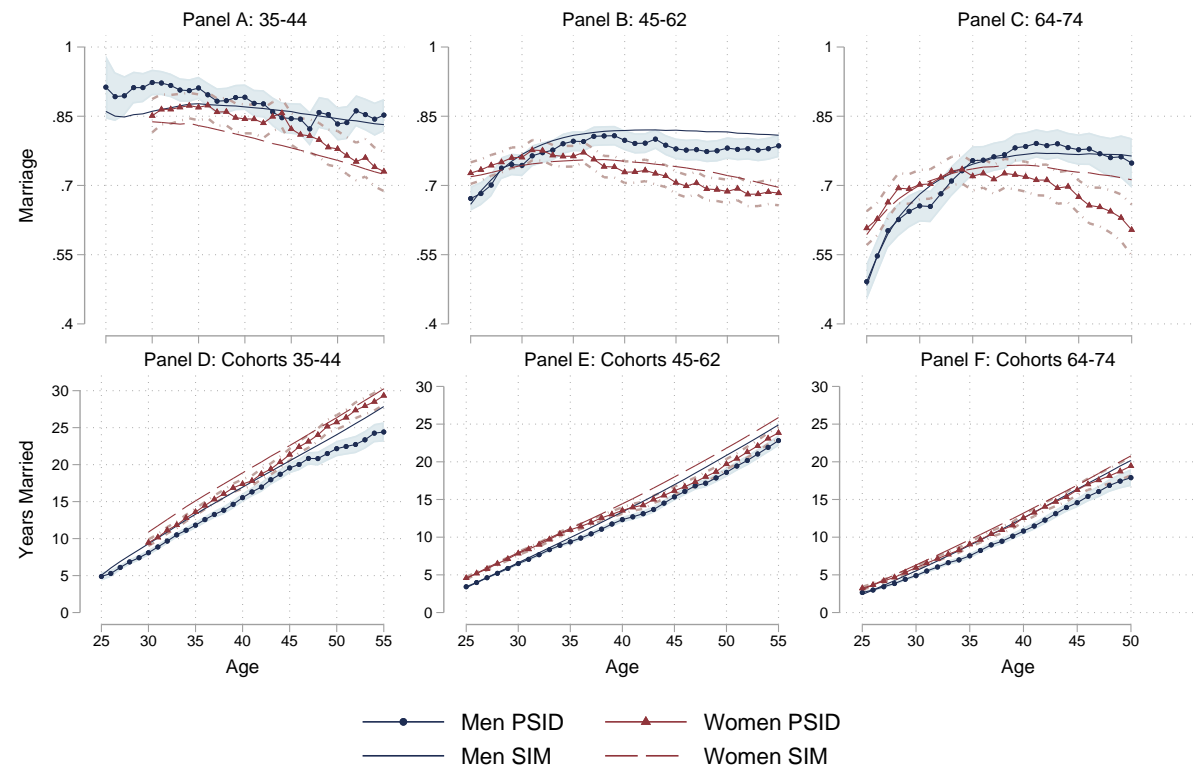 Panel A: 35-44
Panel B: 45-62
Panel C: 64-74
Marriage
1
.85
.7
.55
.4
1
.85
.7
.55
.4
1
.85
.7
.55
.4
Panel D: Cohorts 35-44
Panel E: Cohorts 45-62
Panel F: Cohorts 64-74
Years Married
30
25
20
15
10
5
0
25 30 35 40 45 50 55
Age
30
25
20
15
10
5
0
25 30 35 40 45 50 55
Age
30
25
20
15
10
5
0
25 30 35 40 45 50
Age
Men PSID Women PSID
Men SIM Women SIM